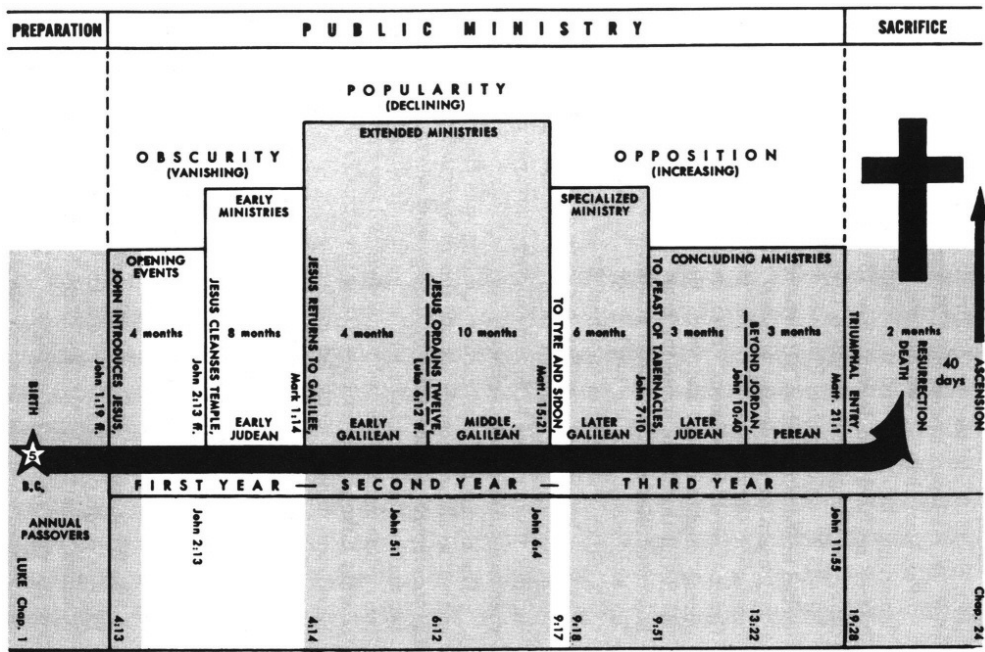 PREPARATION
PUBLIC MINISTRY
SACRIFICE
POPULARITY
(DECLINING)
EXTENDED MINISTRIES
OBSCURITY
(VANISHING)
OPPOSITION
(INCREASING)
EARLY
MINISTRIES
SPECIALIZED
MINISTRY
OPENING
EVENTS
CONCLUDING MINISTRIES
BIRTH
5
B.C.
JOHN INTRODUCES JESUS,
John 1:19 ff.
4 months
JESUS CLEANSES TEMPLE,
John 2:13 ff.
8 months
EARLY
JUDEAN
JESUS RETURNS TO GALILEE,
Mark 1:14
4 months
EARLY
GALILEAN
JESUS ORDAINS TWELVE,
Luke 6:12 ff.
10 months
MIDDLE,
GALILEAN
TO TYRE AND SIDON,
Matt. 15:21
6 months
LATER
GALILEAN
TO FEAST OF TABERNACLES,
John 7:10
3 months
LATER
JUDEAN
BEYOND JORDAN,
John 10:40
3 months
PEREAN
TRIUMPHAL ENTRY,
Matt. 21:1
2 months
DEATH
RESURRECTION
40
days
ASCENSION
FIRST YEAR — SECOND YEAR — THIRD YEAR
ANNUAL
PASSOVERS
John 2:13
John 5:1
John 6:4
John 11:55
LUKE Chap. 1
4:13
4:14
6:12
9:17
9:18
9:51
13:22
19:28
Chap. 24